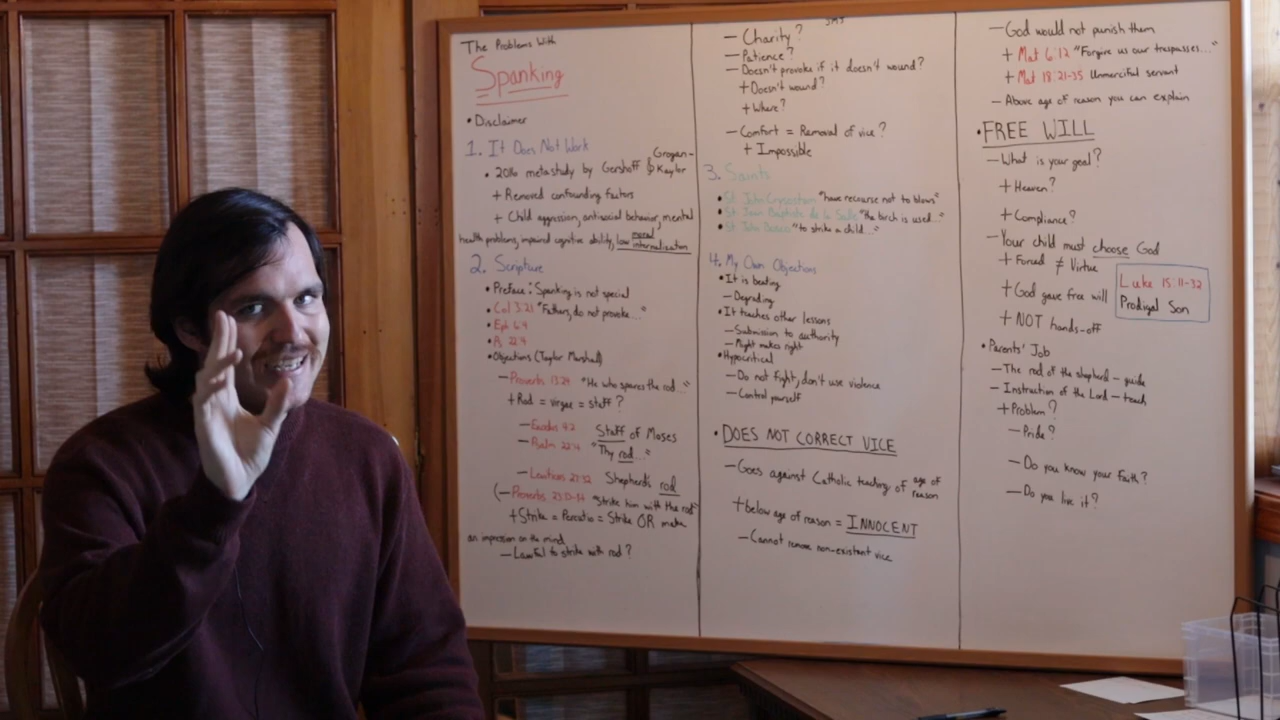 The Problems With
Spanking
• Disclaimer
1. It Does Not Work
• 2016 metastudy by Gershoff & Grogan-Kaylor
+ Removed confounding factors
+ Child aggression, antisocial behavior, mental
health problems, impaired cognitive ability, low moral internalization
2. Scripture
• Preface: Spanking is not special
• Col 3:21 "Fathers, do not provoke..."
• Eph 6:4
• Ps 22:4
• Objections (Taylor Marshall)
— Proverbs 13:24 "He who spares the rod..."
+ Rod = virgae = staff?
— Exodus 9:2 Staff of Moses
— Psalm 22:4 "Thy rod..."
— Leviticus 27:32 Shepherd's rod
(— Proverbs 23:13-14 "Strike him with the rod"
+ Strike = Percutio = Strike OR make
an impression on the mind
— Lawful to strike with rod?
— Charity?
— Patience?
— Doesn't provoke if it doesn't wound?
+ Doesn't wound?
+ Where?
— Comfort = Removal of vice?
+ Impossible
3. Saints
• St. John Crysostom "have recourse not to blows"
• St. Jean Baptiste de la Salle "the birch is used..."
• St. John Bosco "to strike a child..."
4. My Own Objections
• It is beating
— Degrading
• It teaches other lessons
— Submission to authority
— Might makes right
• Hypocritical
— Do not fight, don't use violence
— Control yourself
• DOES NOT CORRECT VICE
— Goes against Catholic teaching of age of reason
+ below age of reason = INNOCENT
— Cannot remove non-existent vice
— God would not punish them
+ Mat 6:12 "Forgive us our trespasses..."
+ Mat 18:21-35 Unmerciful servant
— Above age of reason you can explain
• FREE WILL
— What is your goal?
+ Heaven?
+ Compliance?
— Your child must choose God
+ Forced ≠ Virtue
+ God gave free will
+ NOT hands-off
Luke 15:11-32
Prodigal Son
• Parents' Job
— The rod of the shepherd – guide
— Instruction of the Lord – teach
+ Problem?
— Pride?
— Do you know your Faith?
— Do you live it?